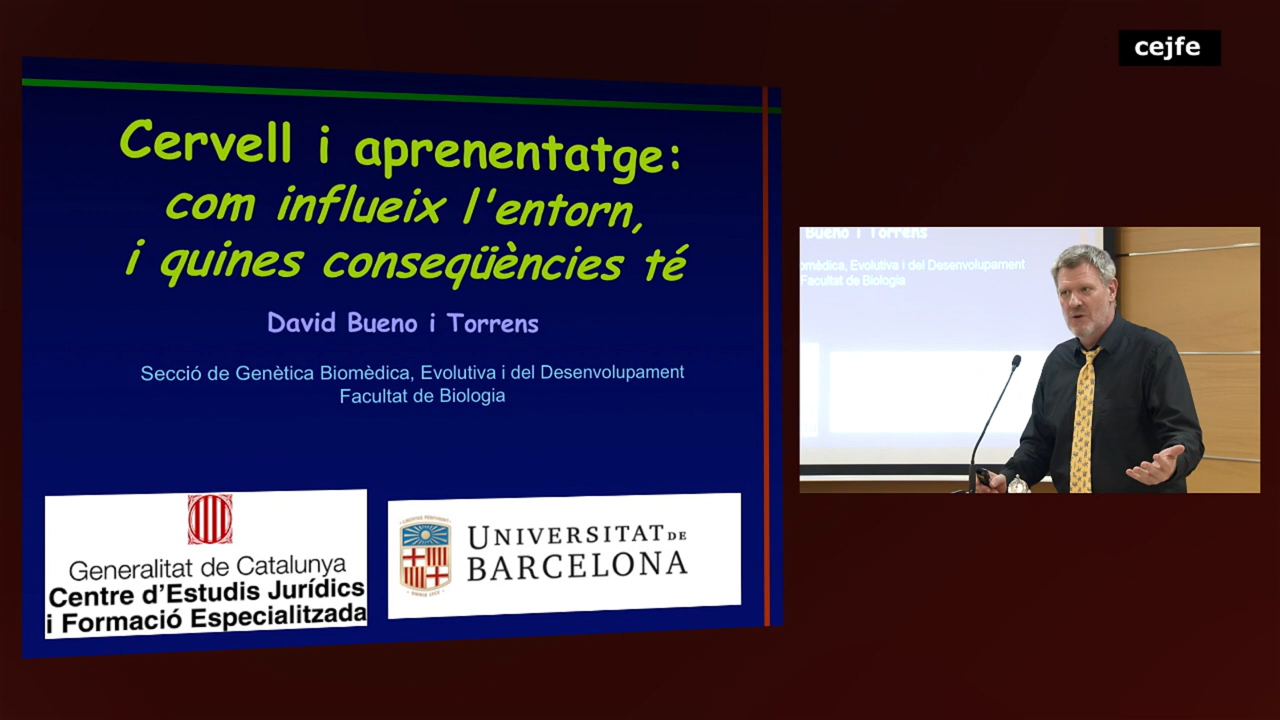 cejfe
Cervell i aprenentatge:
com influeix l'entorn,
i quines conseqüències té
David Bueno i Torrens
Secció de Genètica Biomèdica, Evolutiva i del Desenvolupament
Facultat de Biologia
Generalitat de Catalunya
Centre d'Estudis Jurídics
i Formació Especialitzada
UNIVERSITAT DE
BARCELONA
Bueno i Torrens
omèdica, Evolutiva i del Desenvolupament
Facultat de Biologia